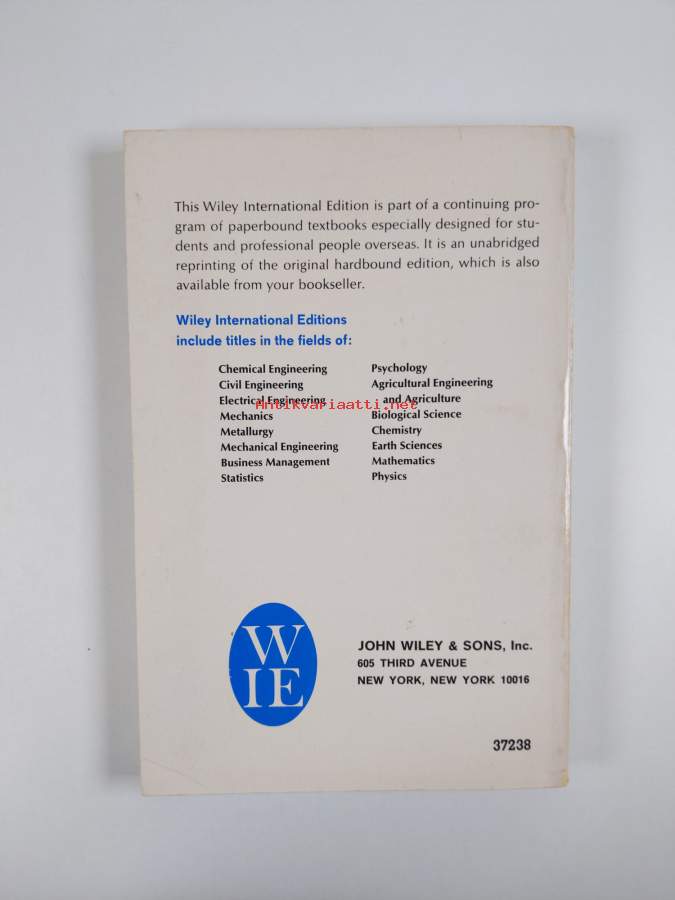 This Wiley International Edition is part of a continuing pro-
gram of paperbound textbooks especially designed for stu-
dents and professional people overseas. It is an unabridged
reprinting of the original hardbound edition, which is also
available from your bookseller.
Wiley International Editions
include titles in the fields of:
Chemical Engineering
Civil Engineering
Electrical Engineering
Mechanics
Metallurgy
Mechanical Engineering
Business Management
Statistics
Psychology
Agricultural Engineering
and Agriculture
Biological Science
Chemistry
Earth Sciences
Mathematics
Physics
Antikvariaatti.net
W
IE
JOHN WILEY & SONS, Inc.
605 THIRD AVENUE
NEW YORK, NEW YORK 10016
37238